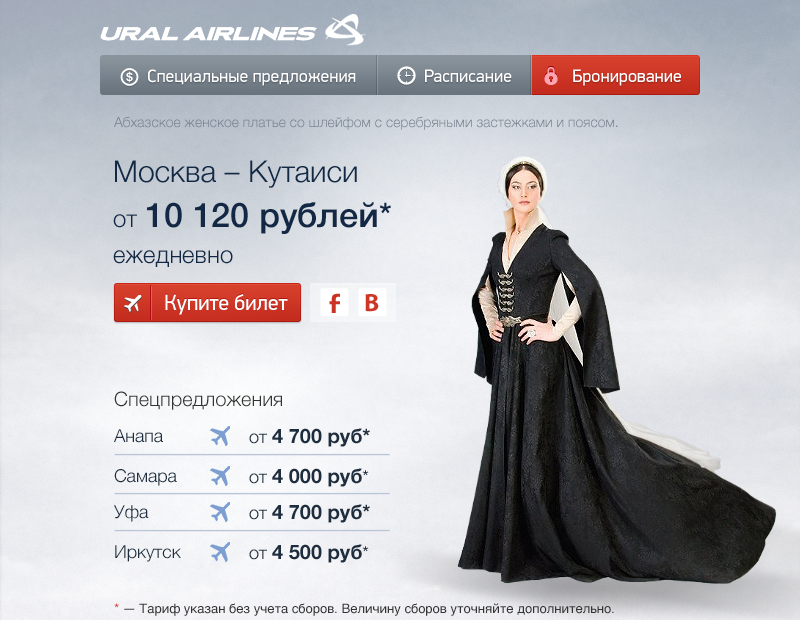 URAL AIRLINES
Специальные предложения
Расписание
Бронирование
Абхазское женское платье со шлейфом с серебряными застежками и поясом.
Москва – Кутаиси
от 10 120 рублей*
ежедневно
Купите билет
f
B
Спецпредложения
Анапа от 4 700 руб*
Самара от 4 000 руб*
Уфа от 4 700 руб*
Иркутск от 4 500 руб*
* — Тариф указан без учета сборов. Величину сборов уточняйте дополнительно.